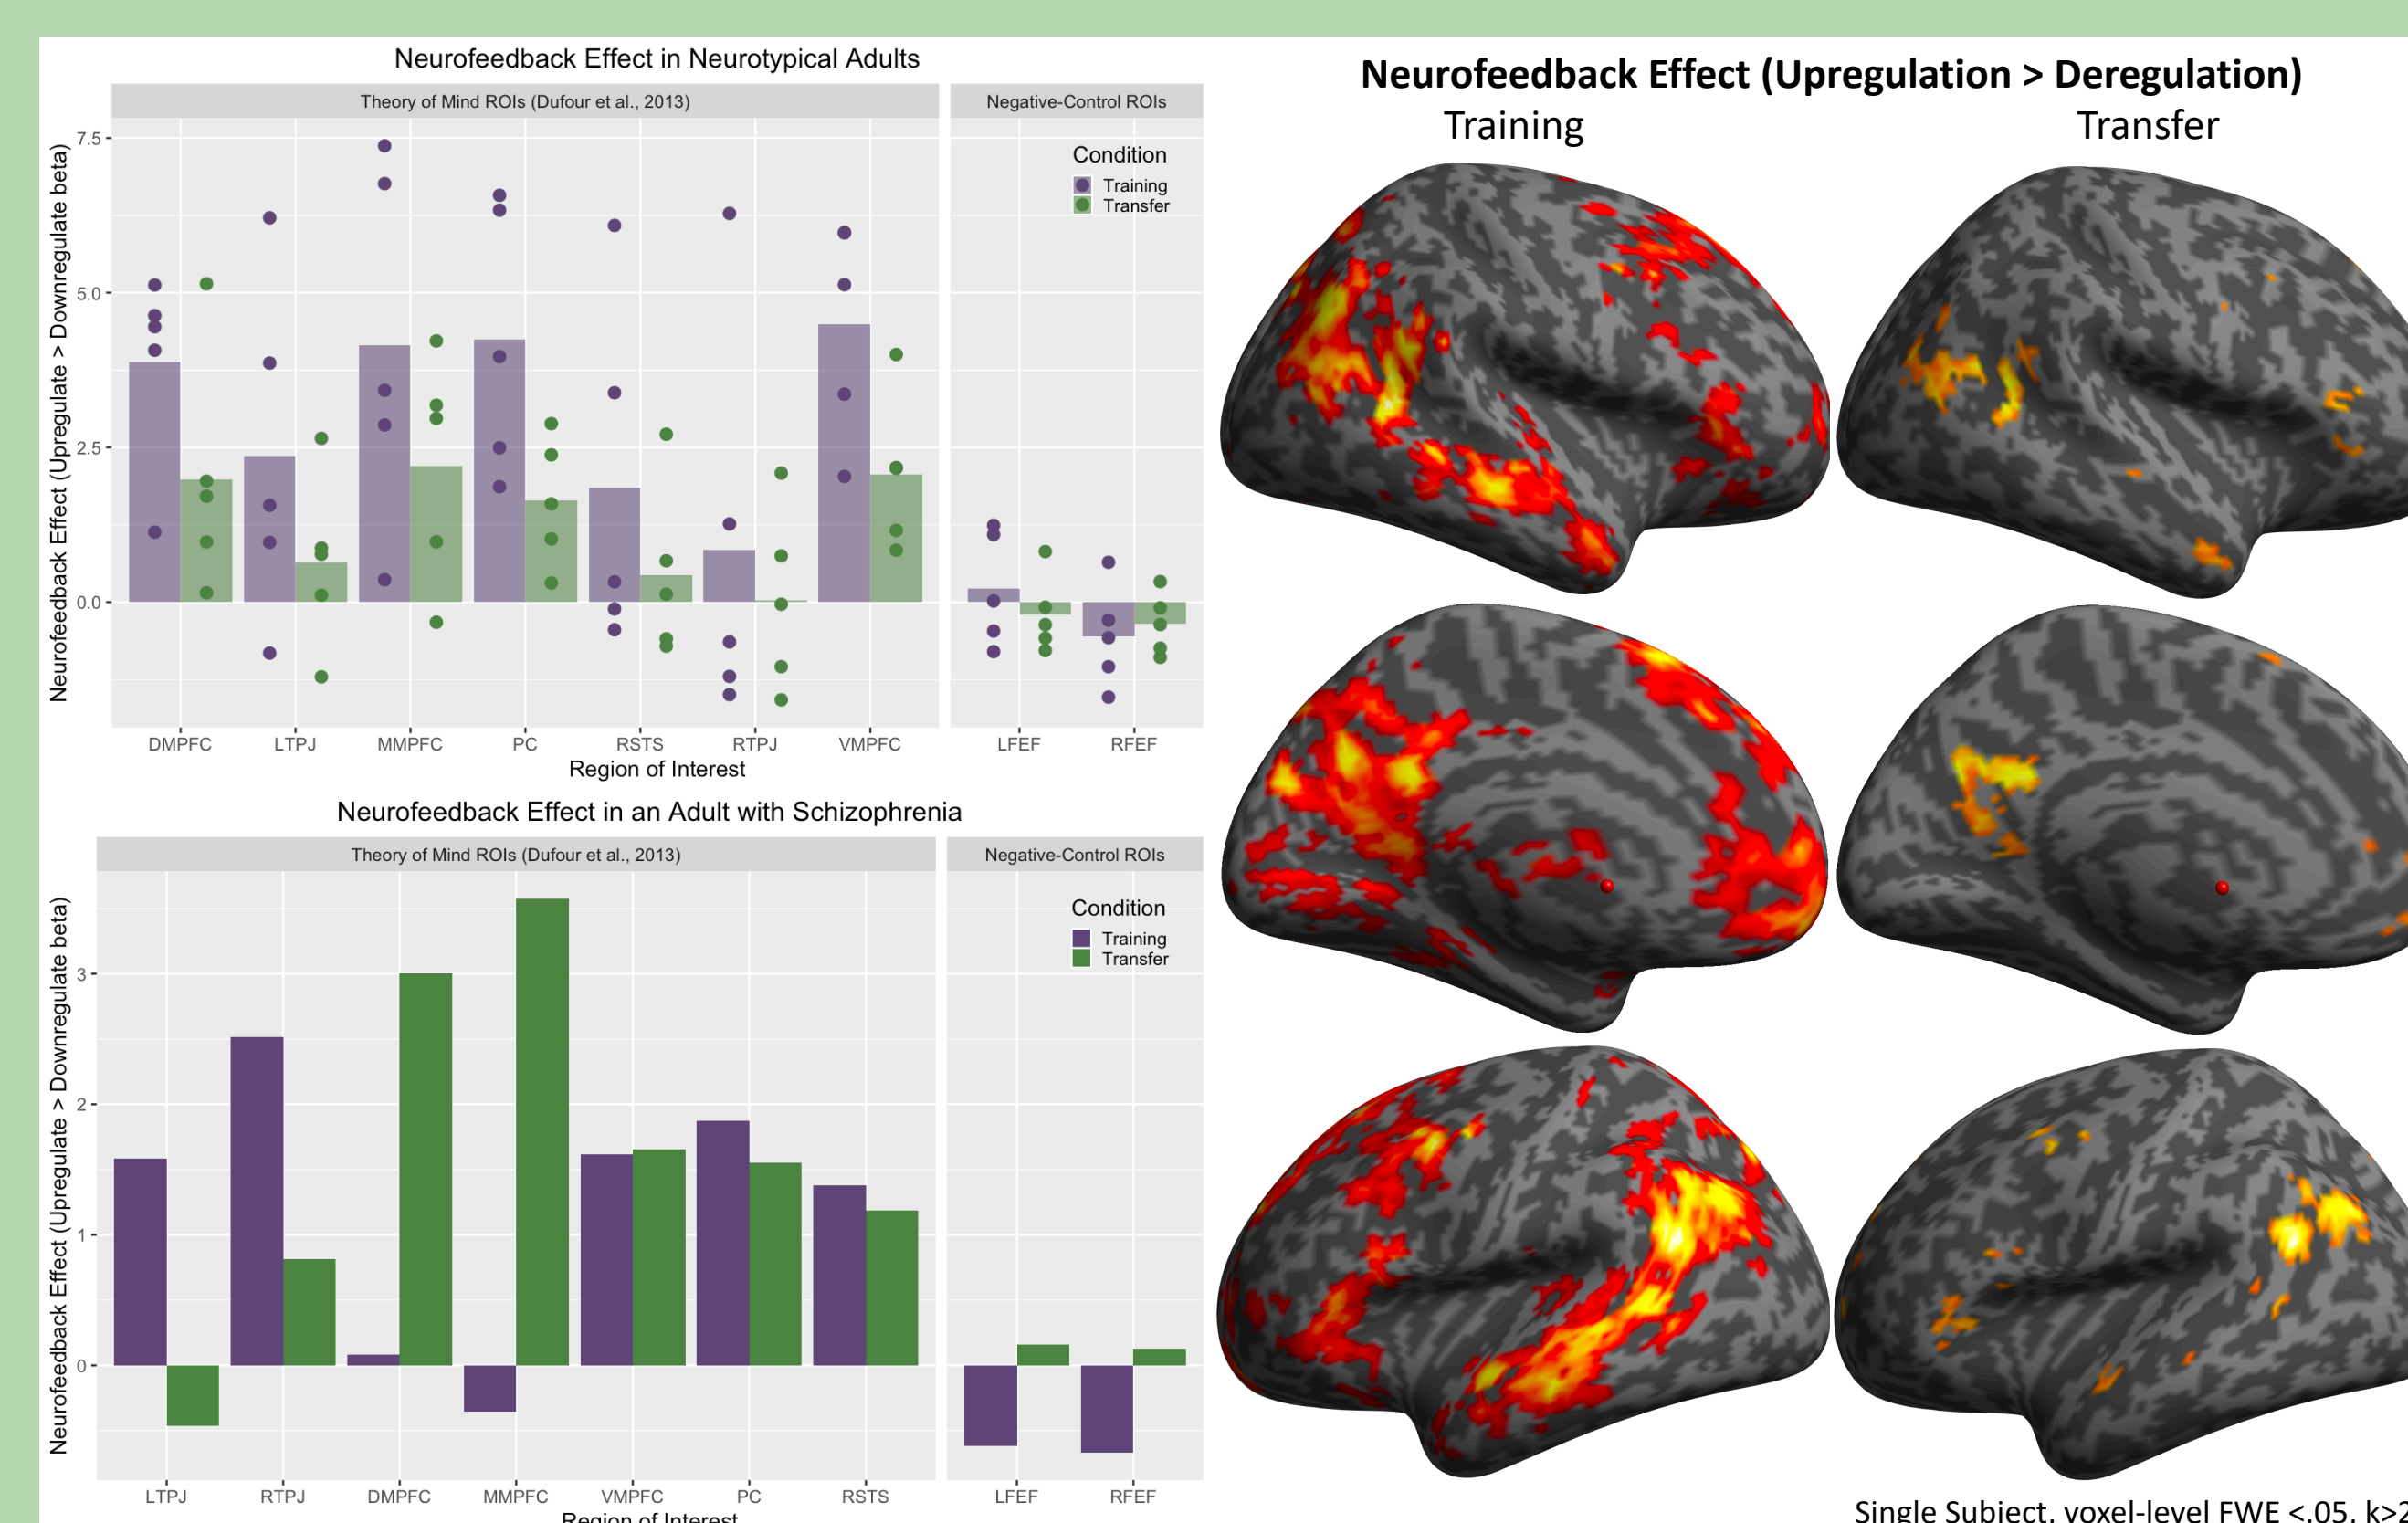 Neurofeedback Effect in Neurotypical Adults
Theory of Mind ROIs (Dufour et al., 2013)
Negative-Control ROIs
Neurofeedback Effect (Upregulate > Downregulate beta)
7.5
5.0
2.5
0.0
Condition
Training
Transfer
DMPFC LTPJ MMPFC PC RSTS RTPJ VMPFC LFEF RFEF
Region of Interest
Neurofeedback Effect in an Adult with Schizophrenia
Theory of Mind ROIs (Dufour et al., 2013)
Negative-Control ROIs
Neurofeedback Effect (Upregulate > Downregulate beta)
3
2
1
0
Condition
Training
Transfer
LTPJ RTPJ DMPFC MMPFC VMPFC PC RSTS LFEF RFEF
Region of Interest
Neurofeedback Effect (Upregulation > Deregulation)
Training Transfer
Single Subject, voxel-level FWE <.05, k>2